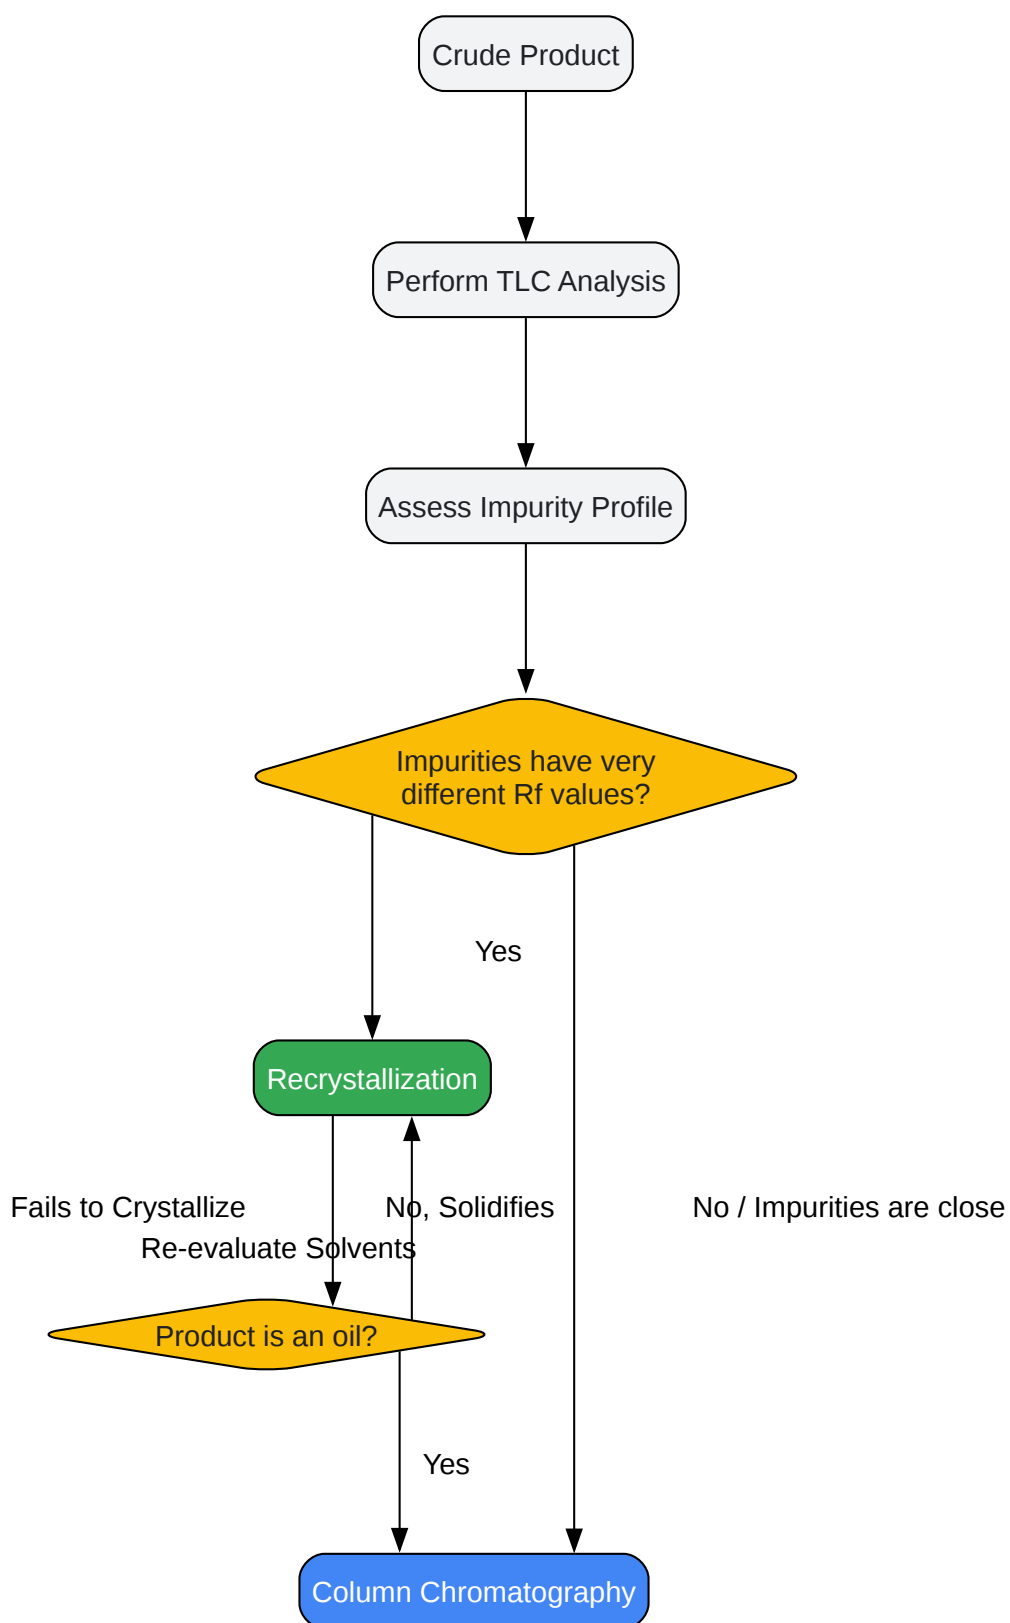 Crude Product
Perform TLC Analysis
Assess Impurity Profile
Impurities have very
different Rf values?
Yes
Recrystallization
Fails to Crystallize
No, Solidifies
No / Impurities are close
Re-evaluate Solvents
Product is an oil?
Yes
Column Chromatography